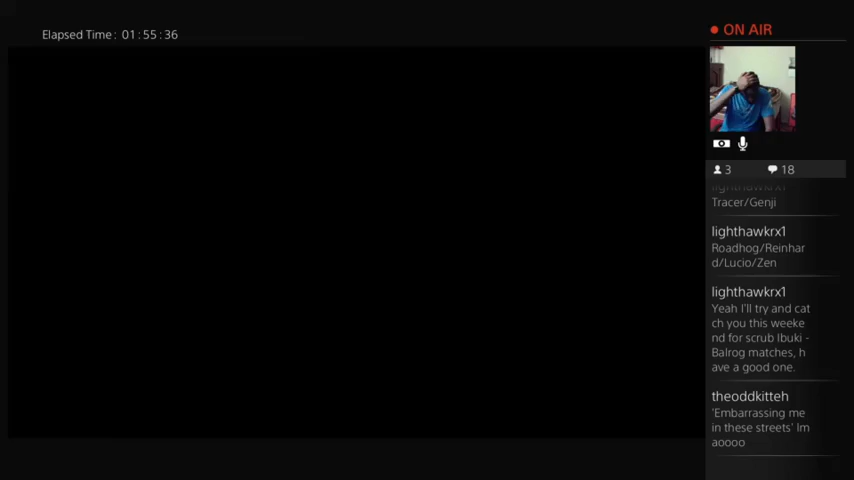 Elapsed Time: 01:55:36
ON AIR
3 18
lighthawkrx1
Tracer/Genji
lighthawkrx1
Roadhog/Reinhar
d/Lucio/Zen
lighthawkrx1
Yeah I'll try and cat
ch you this weeke
nd for scrub Ibuki -
Balrog matches, h
ave a good one.
theoddkitteh
'Embarrassing me
in these streets' lm
aoooo